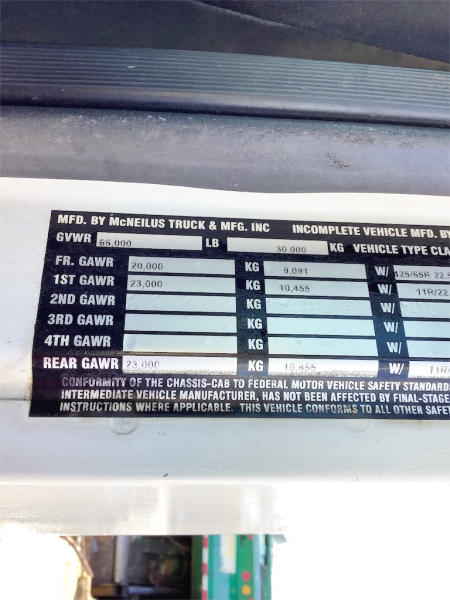 MFD. BY McNEILUS TRUCK & MFG. INC INCOMPLETE VEHICLE MFD. BY
GVWR 66,000 LB 30,000 KG VEHICLE TYPE CLA
FR. GAWR 20,000 KG 9,091 W/ 425/65R 22.5
1ST GAWR 23,000 KG 10,455 W/ 11R/22.
2ND GAWR KG W/
3RD GAWR KG W/
4TH GAWR KG W/
REAR GAWR 23,000 KG 10,455 W/ 11R/
CONFORMITY OF THE CHASSIS-CAB TO FEDERAL MOTOR VEHICLE SAFETY STANDARDS
INTERMEDIATE VEHICLE MANUFACTURER, HAS NOT BEEN AFFECTED BY FINAL-STAGE
INSTRUCTIONS WHERE APPLICABLE. THIS VEHICLE CONFORMS TO ALL OTHER SAFE